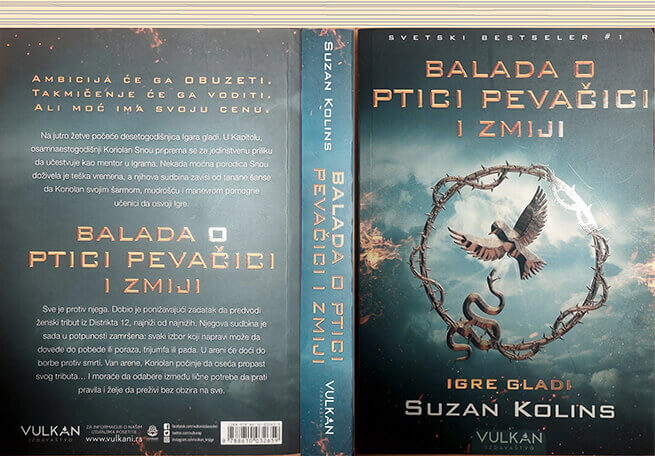 AMBICIJA ĆE GA OBUZETI.
TAKMIČENJE ĆE GA VODITI.
ALI MOĆ IMA SVOJU CENU.
Na jutro žetve počeće desetogodišnjica Igara gladi. U Kapitolu,
osamnaestogodišnji Koriolan Snou priprema se za jedinstvenu priliku
da učestvuje kao mentor u Igrama. Nekada moćna porodica Snou
doživela je teška vremena, a njihova sudbina zavisi od tanane šanse
da Koriolan svojim šarmom, mudrošću i manevrom pomogne
učenici da osvoji Igre.
BALADA O
PTICI PEVAČICI
I ZMIJI
Sve je protiv njega. Dobio je ponižavajući zadatak da predvodi
ženski tribut iz Distrikta 12, najniži od najnižih. Njegova sudbina je
sada u potpunosti zamršena: svaki izbor koji napravi može da
dovede do pobede ili poraza, trijumfa ili pada. U areni će doći do
borbe protiv smrti. Van arene, Koriolan počinje da oseća propast
svog tributa... I moraće da odabere između lične potrebe da prati
pravila i želje da preživi bez obzira na sve.
VULKAN
IZDAVAŠTVO
ZA INFORMACIJE O NAŠIM
IZDANJIMA POSETITE
www.vulkani.rs
SUZAN KOLINS
BALADA O PTICI
PEVAČICI I ZMIJI
VULKAN
IZDAVAŠTVO
SVETSKI BESTSELER #1
BALADA O
PTICI PEVAČICI
I ZMIJI
IGRE GLADI
SUZAN KOLINS
VULKAN